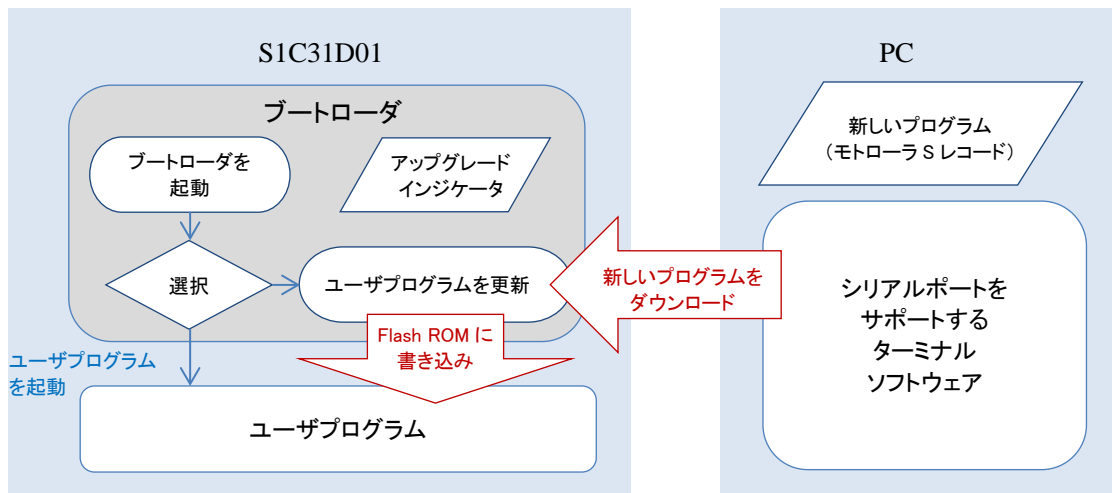 S1C31D01
ブートローダ
ブートローダを
起動
アップグレード
インジケータ
選択
ユーザプログラムを更新
Flash ROM に
書き込み
ユーザプログラム
を起動
ユーザプログラム
新しいプログラムを
ダウンロード
PC
新しいプログラム
（モトローラ S レコード）
シリアルポートを
サポートする
ターミナル
ソフトウェア